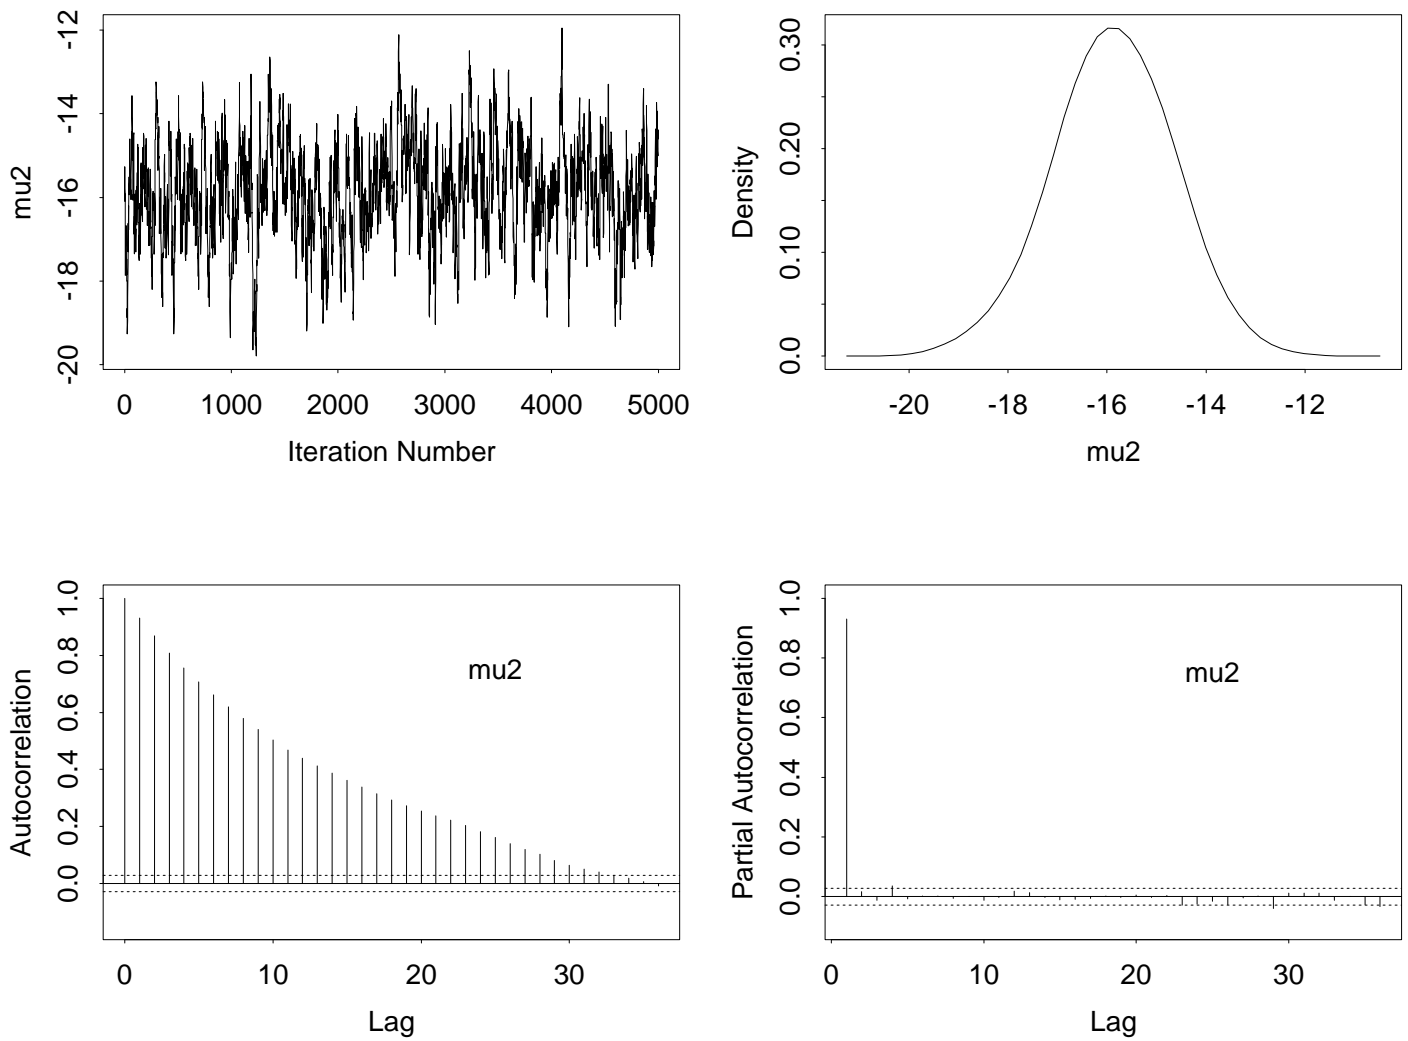 mu2
-12
-14
-16
-18
-20
0 1000 2000 3000 4000 5000
Iteration Number
Density
0.30
0.20
0.10
0.0
-20 -18 -16 -14 -12
mu2
Autocorrelation
1.0
0.8
0.6
0.4
0.2
0.0
mu2
0 10 20 30
Lag
Partial Autocorrelation
1.0
0.8
0.6
0.4
0.2
0.0
mu2
0 10 20 30
Lag